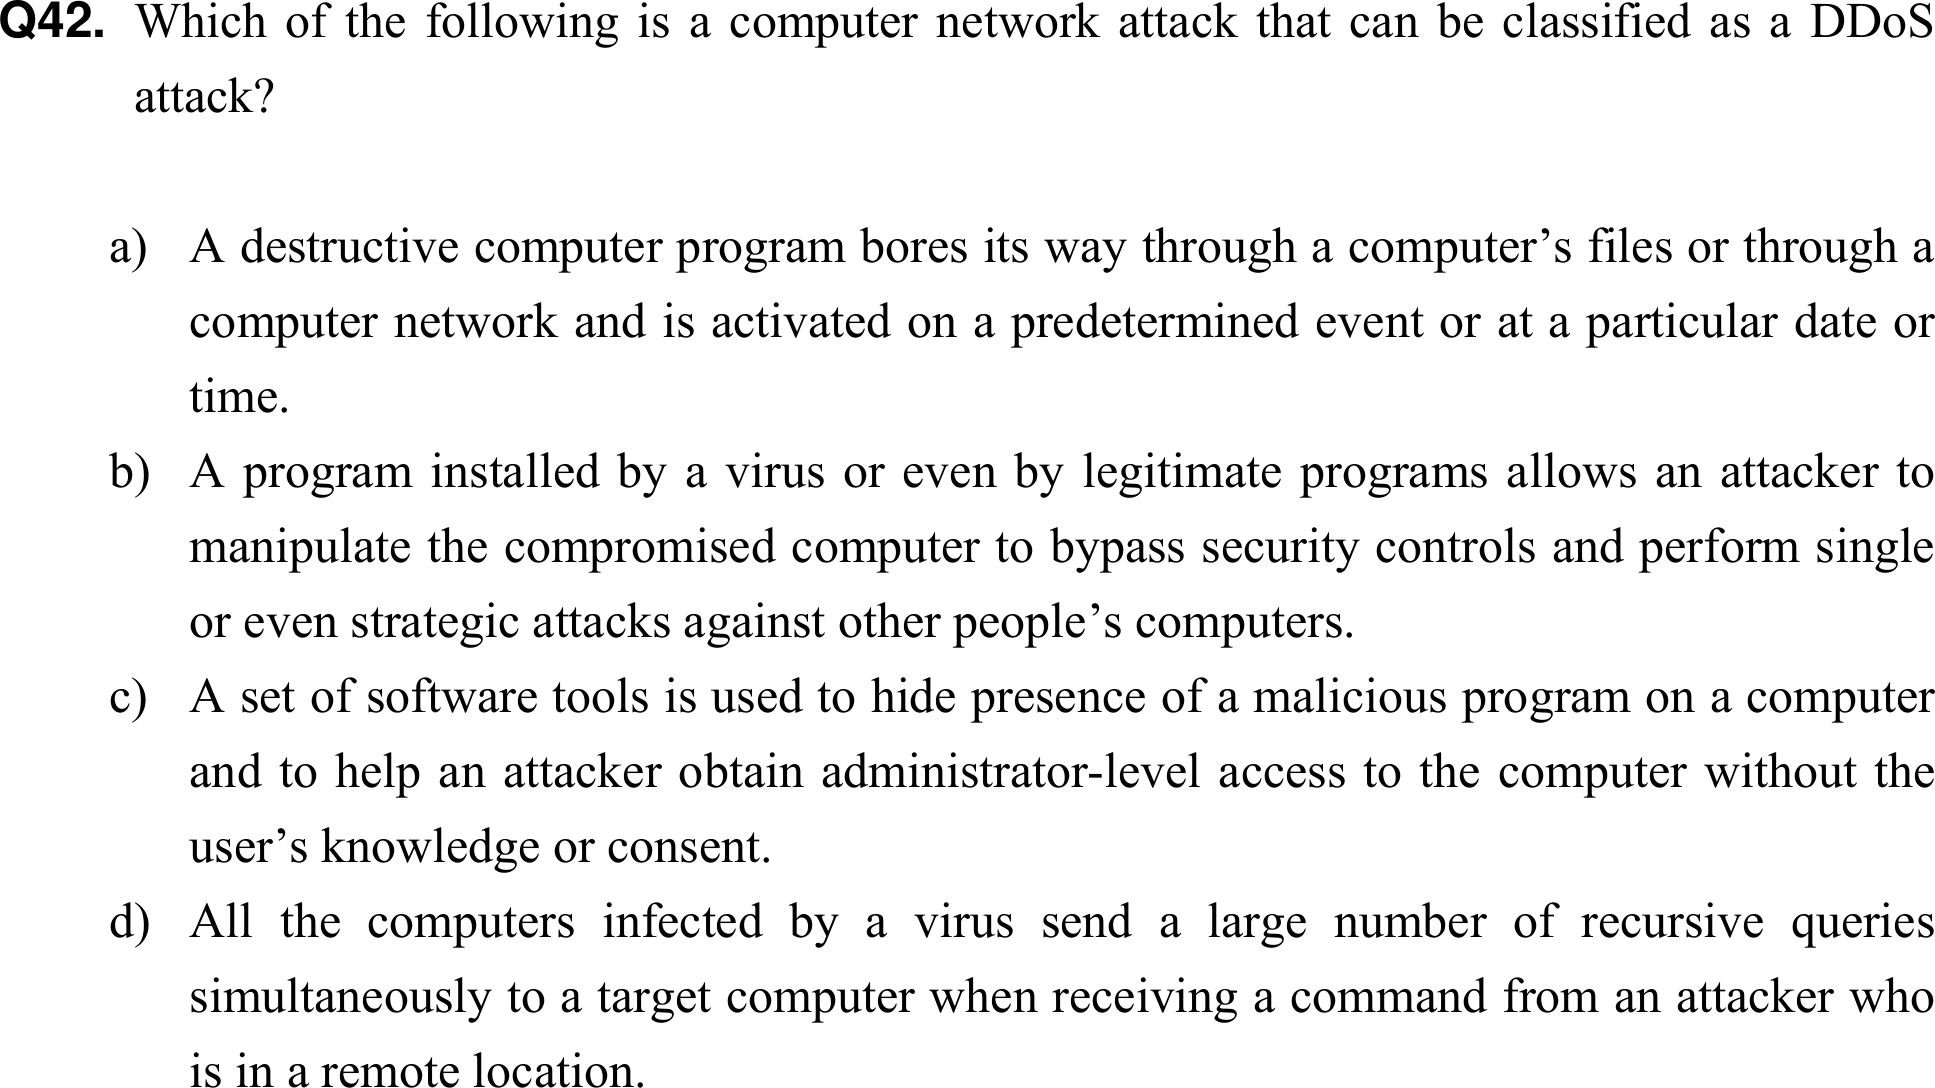 Q42. Which of the following is a computer network attack that can be classified as a DDoS
attack?
a) A destructive computer program bores its way through a computer’s files or through a
computer network and is activated on a predetermined event or at a particular date or
time.
b) A program installed by a virus or even by legitimate programs allows an attacker to
manipulate the compromised computer to bypass security controls and perform single
or even strategic attacks against other people’s computers.
c) A set of software tools is used to hide presence of a malicious program on a computer
and to help an attacker obtain administrator-level access to the computer without the
user’s knowledge or consent.
d) All the computers infected by a virus send a large number of recursive queries
simultaneously to a target computer when receiving a command from an attacker who
is in a remote location.